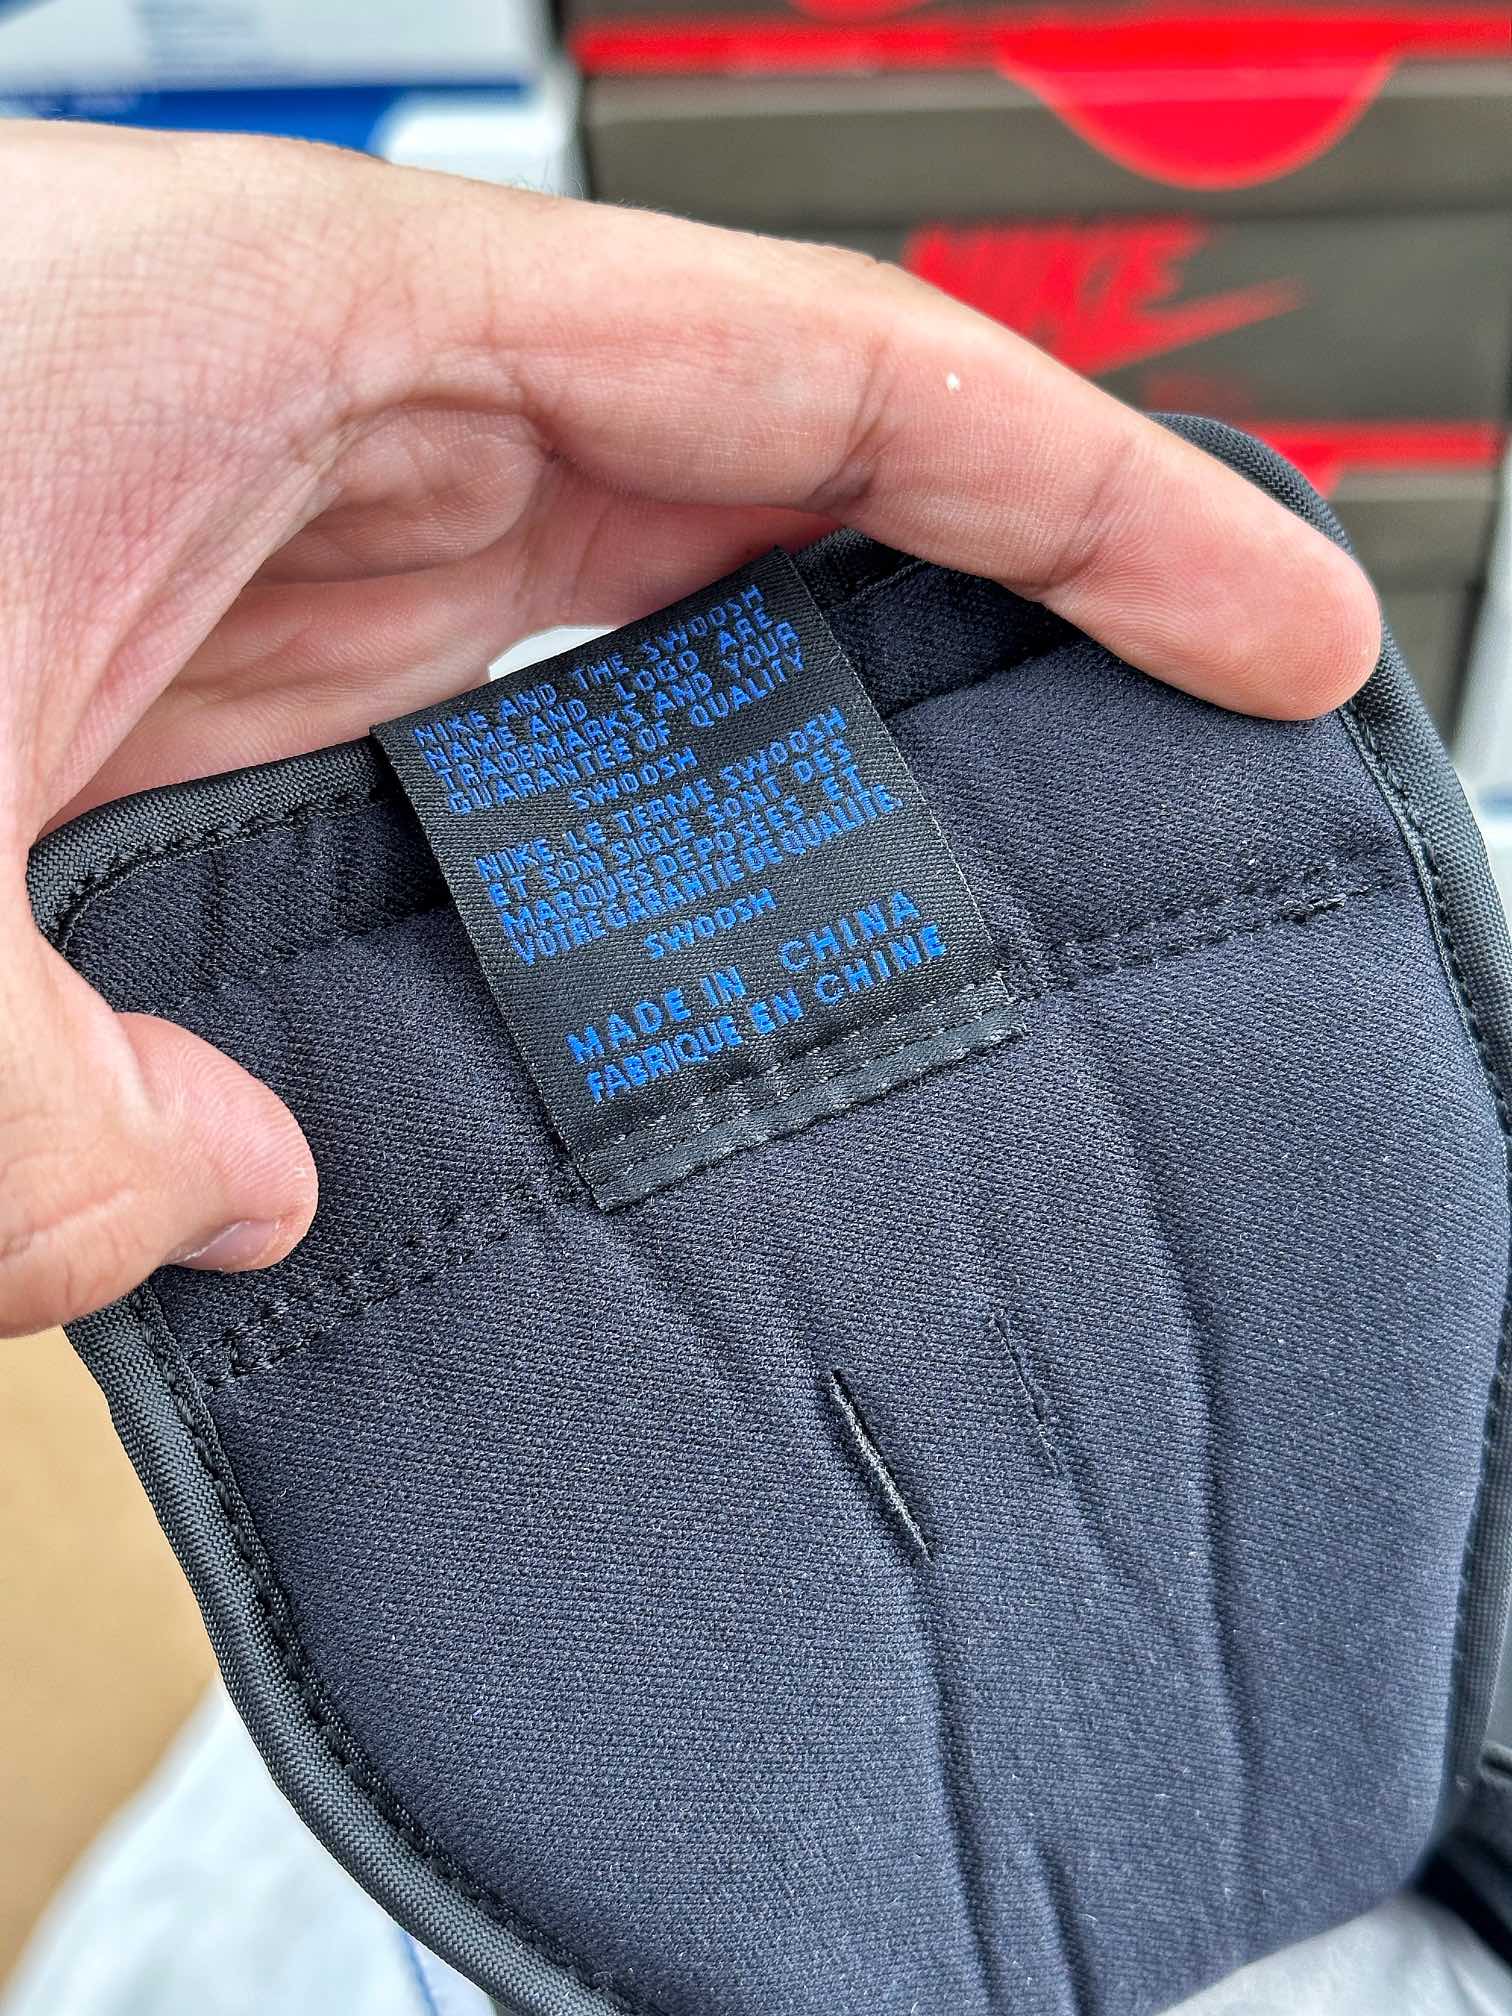 NIKE AND THE SWOOSH
NAME AND LOGO ARE
TRADEMARKS AND YOUR
GUARANTEE OF QUALITY
SWOOSH
NIKE LE TERME SWOOSH
ET SON SIGLE SONT DES
MARQUES DEPOSEES ET
VOTRE GARANTIE DE QUALITE.
SWOOSH
MADE IN CHINA
FABRIQUE EN CHINE
NIKE